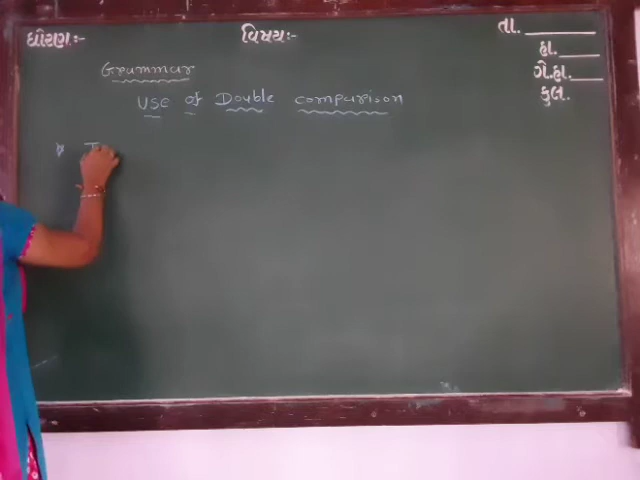 ધોરણ:- વિષય:- તા.
હા.
ગે.હા.
કુલ.
Grammar
Use of Double comparison
* T